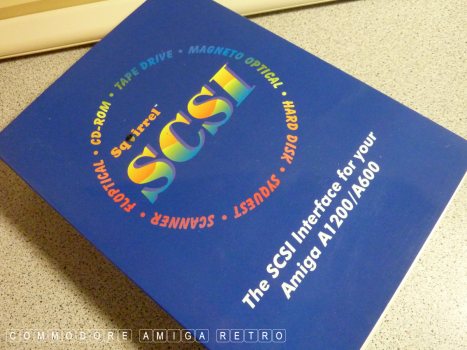 Squirrel™
SCSI
CD-ROM • TAPE DRIVE • MAGNETO OPTICAL • HARD DISK • SYQUEST • SCANNER • FLOPTICAL •
The SCSI Interface for your
Amiga A1200/A600
COMMODORE AMIGA RETRO